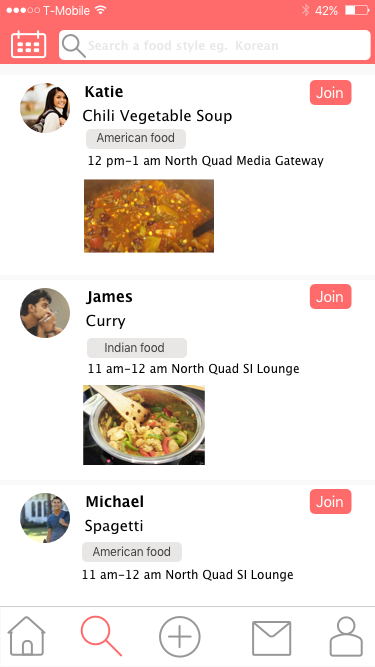 T-Mobile 42%
Search a food style eg. Korean
Katie Join
Chili Vegetable Soup
American food
12 pm-1 am North Quad Media Gateway
James Join
Curry
Indian food
11 am-12 am North Quad SI Lounge
Michael Join
Spagetti
American food
11 am-12 am North Quad SI Lounge